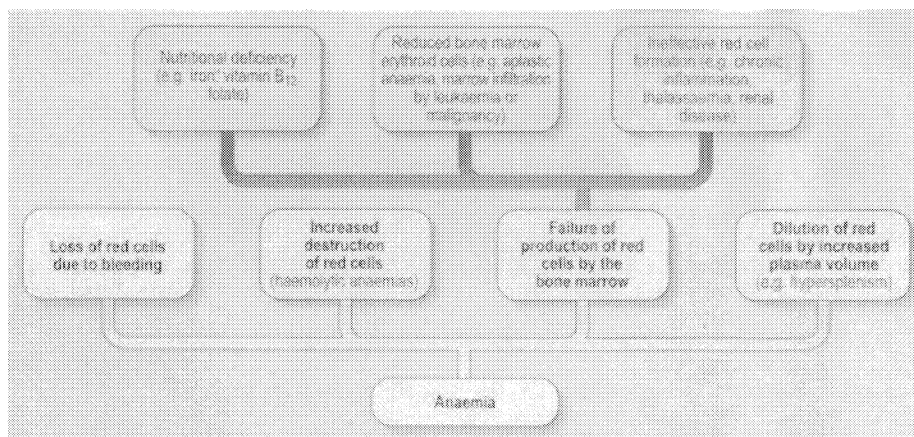 Nutritional deficiency
(e.g. iron, vitamin B12,
folate)
Reduced bone marrow
erythroid cells (e.g. aplastic
anaemia, marrow infiltration
by leukaemia or
malignancy)
Ineffective red cell
formation (e.g. chronic
inflammation,
thalassaemia, renal
disease)
Loss of red cells
due to bleeding
Increased
destruction
of red cells
(haemolytic anaemias)
Failure of
production of red
cells by the
bone marrow
Dilution of red
cells by increased
plasma volume
(e.g. hypersplenism)
Anaemia